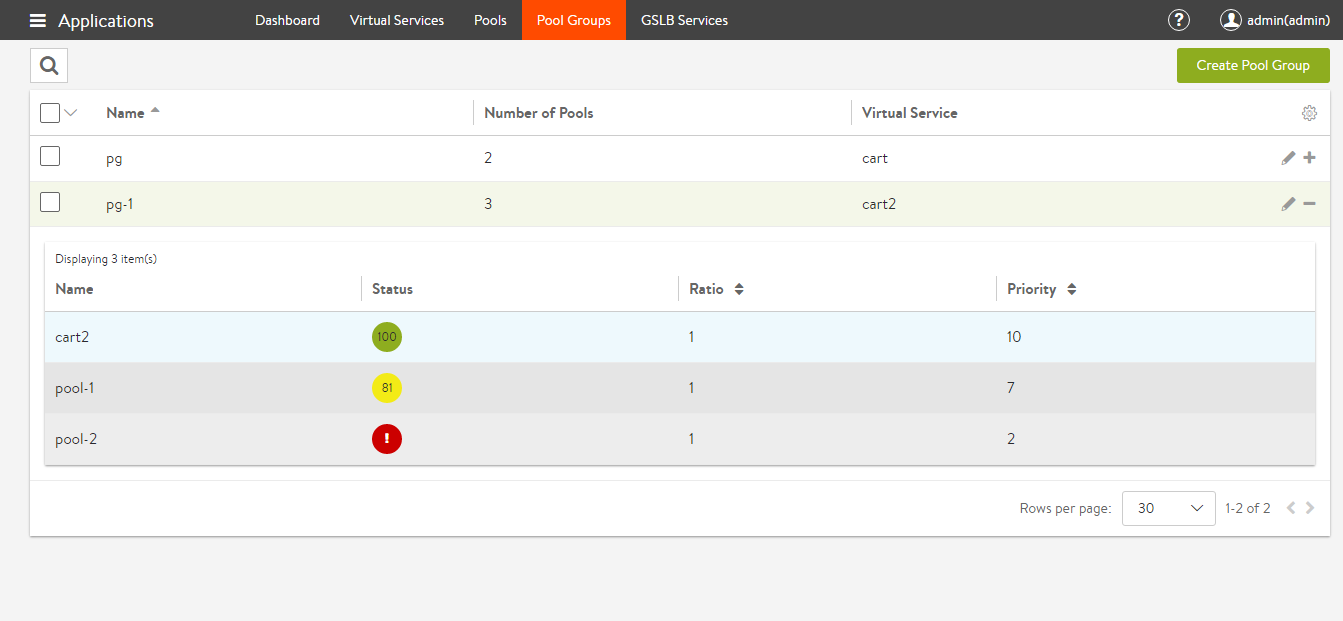 Applications Dashboard Virtual Services Pools Pool Groups GSLB Services ? admin(admin)
Create Pool Group
Name Number of Pools Virtual Service
pg 2 cart
pg-1 3 cart2
Displaying 3 item(s)
Name Status Ratio Priority
cart2 100 1 10
pool-1 81 1 7
pool-2 ! 1 2
Rows per page: 30 1-2 of 2